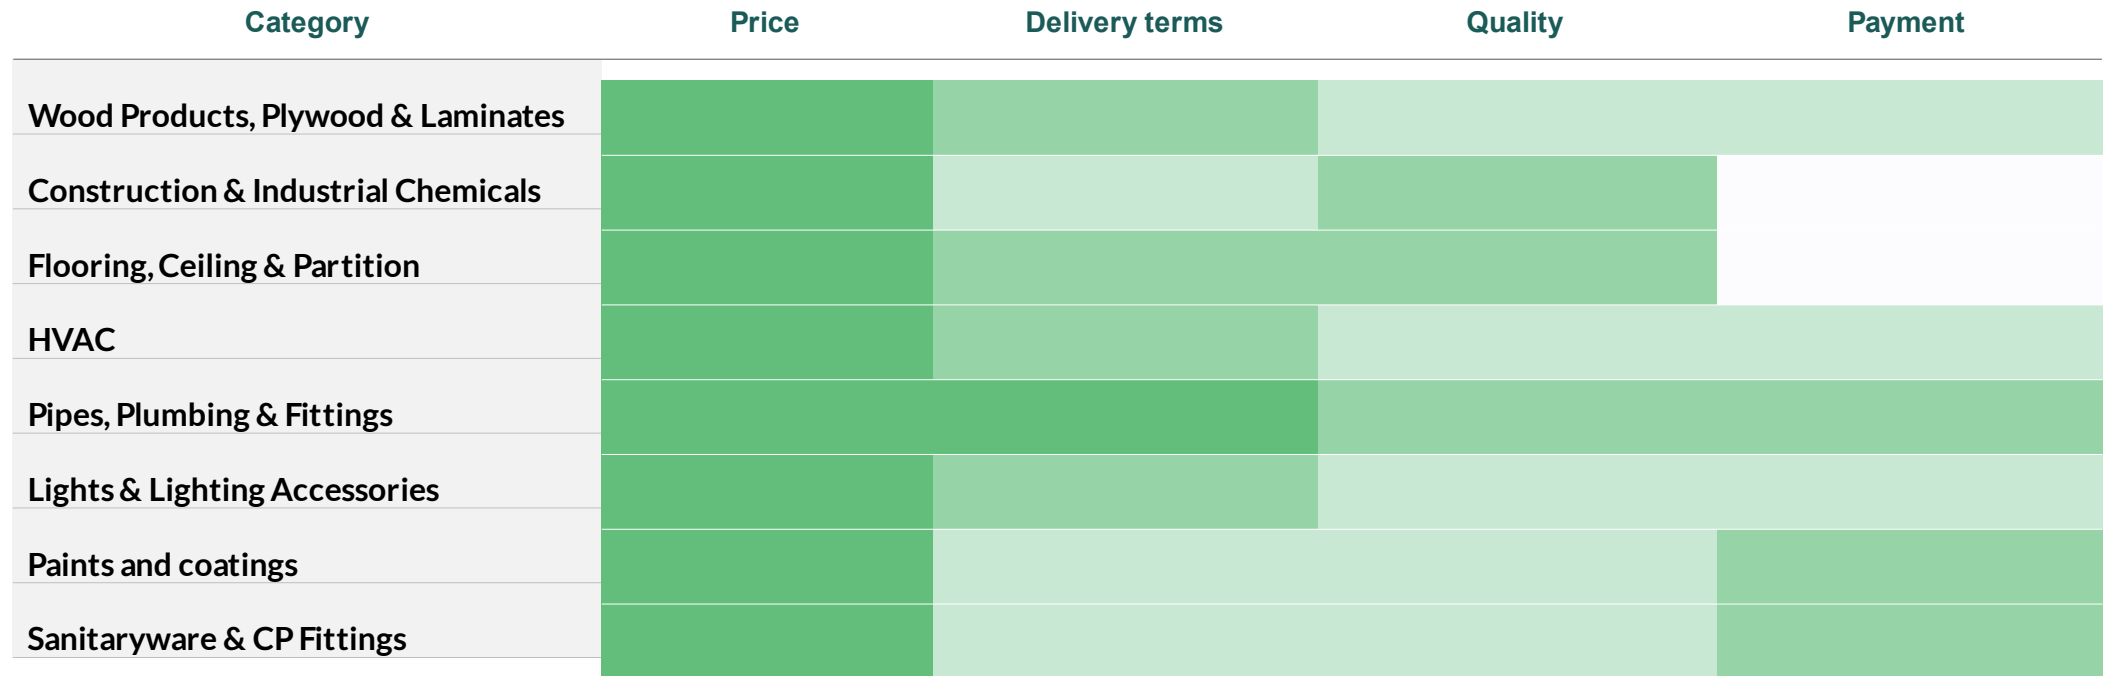 Category Price Delivery terms Quality Payment
Wood Products, Plywood & Laminates
Construction & Industrial Chemicals
Flooring, Ceiling & Partition
HVAC
Pipes, Plumbing & Fittings
Lights & Lighting Accessories
Paints and coatings
Sanitaryware & CP Fittings